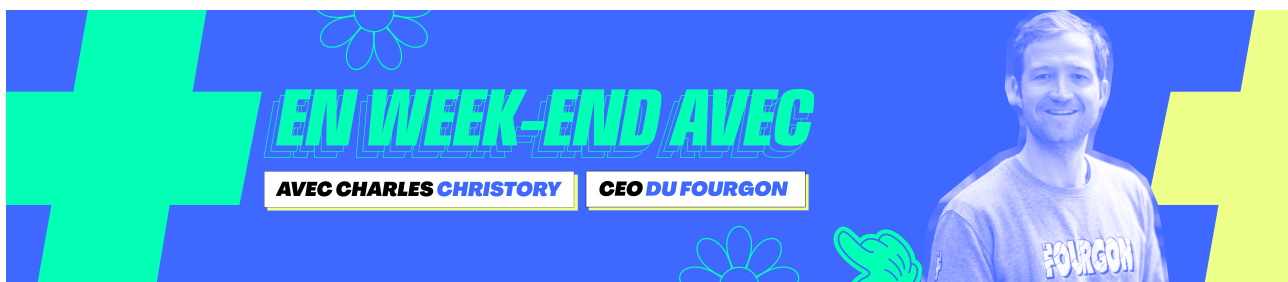 EN WEEK-END AVEC
AVEC CHARLES CHRISTORY
CEO DU FOURGON
FOURGON